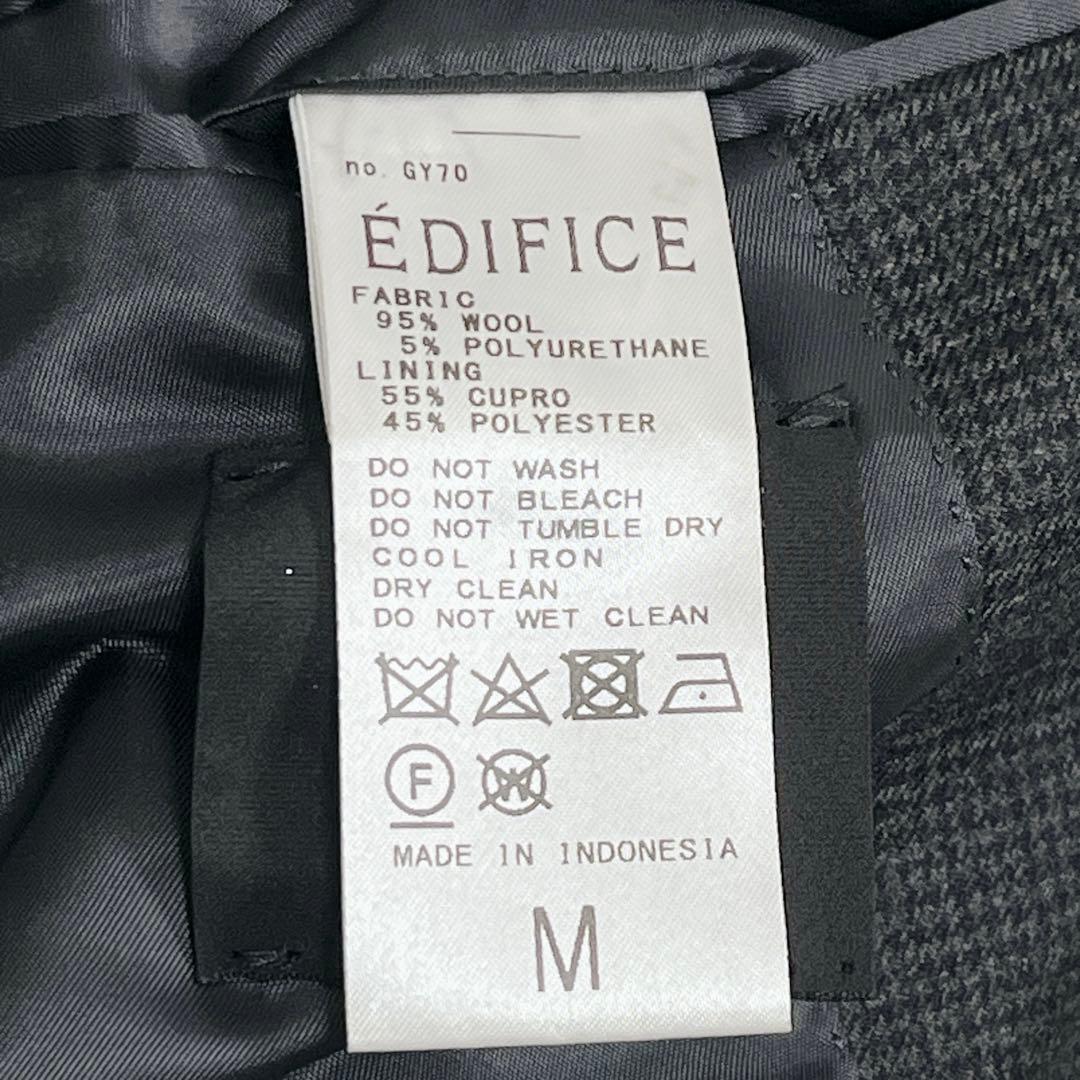 no. GY70
ÉDIFICE
FABRIC
95% WOOL
5% POLYURETHANE
LINING
55% CUPRO
45% POLYESTER
DO NOT WASH
DO NOT BLEACH
DO NOT TUMBLE DRY
COOL IRON
DRY CLEAN
DO NOT WET CLEAN
F W
MADE IN INDONESIA
M